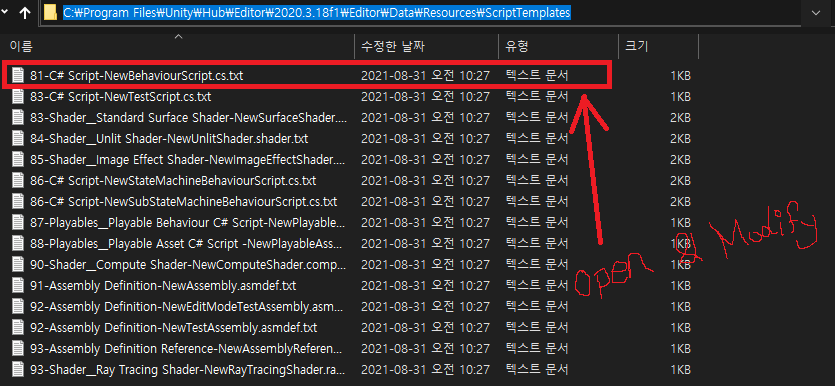 C:₩Program Files₩Unity₩Hub₩Editor₩2020.3.18f1₩Editor₩Data₩Resources₩ScriptTemplates
이름 수정한 날짜 유형 크기
81-C# Script-NewBehaviourScript.cs.txt 2021-08-31 오전 10:27 텍스트 문서 1KB
83-C# Script-NewTestScript.cs.txt 2021-08-31 오전 10:27 텍스트 문서 1KB
83-Shader__Standard Surface Shader-NewSurfaceShader.... 2021-08-31 오전 10:27 텍스트 문서 2KB
84-Shader__Unlit Shader-NewUnlitShader.shader.txt 2021-08-31 오전 10:27 텍스트 문서 2KB
85-Shader__Image Effect Shader-NewImageEffectShader.... 2021-08-31 오전 10:27 텍스트 문서 2KB
86-C# Script-NewStateMachineBehaviourScript.cs.txt 2021-08-31 오전 10:27 텍스트 문서 2KB
86-C# Script-NewSubStateMachineBehaviourScript.cs.txt 2021-08-31 오전 10:27 텍스트 문서 2KB
87-Playables__Playable Behaviour C# Script-NewPlayable... 2021-08-31 오전 10:27 텍스트 문서 1KB
88-Playables__Playable Asset C# Script -NewPlayableAss... 2021-08-31 오전 10:27 텍스트 문서 1KB
90-Shader__Compute Shader-NewComputeShader.comp... 2021-08-31 오전 10:27 텍스트 문서 1KB
91-Assembly Definition-NewAssembly.asmdef.txt 2021-08-31 오전 10:27 텍스트 문서 1KB
92-Assembly Definition-NewEditModeTestAssembly.asmdef.txt 2021-08-31 오전 10:27 텍스트 문서 1KB
92-Assembly Definition-NewTestAssembly.asmdef.txt 2021-08-31 오전 10:27 텍스트 문서 1KB
93-Assembly Definition Reference-NewAssemblyReferen... 2021-08-31 오전 10:27 텍스트 문서 1KB
93-Shader__Ray Tracing Shader-NewRayTracingShader.ra... 2021-08-31 오전 10:27 텍스트 문서 1KB
open & Modify